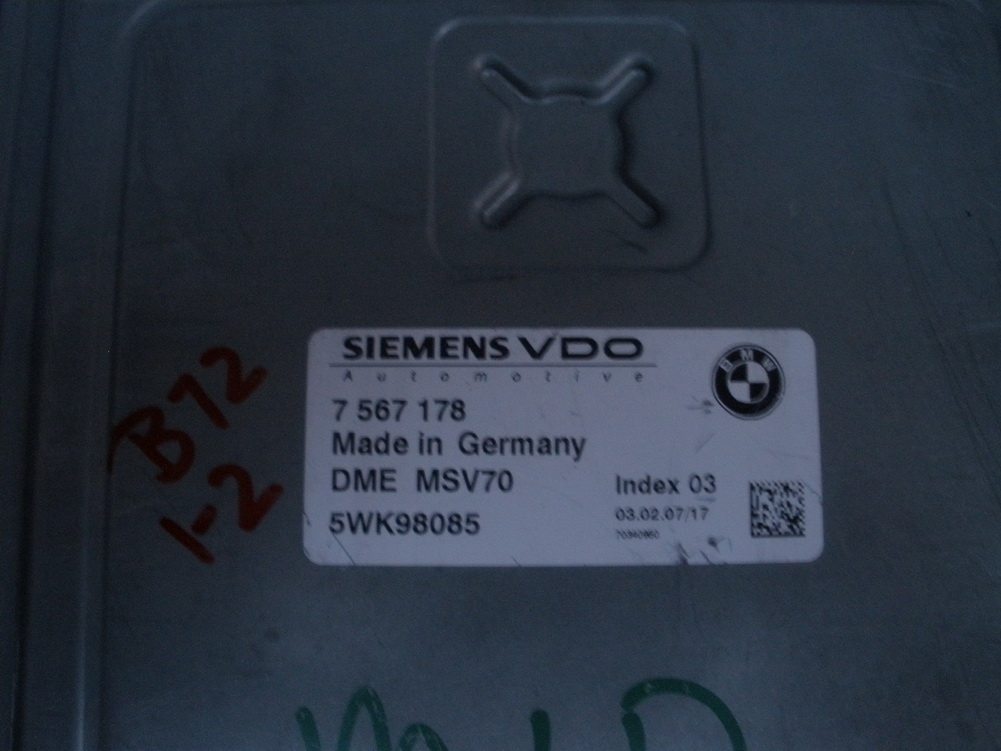 SIEMENS VDO
Automotive
BMW
7 567 178
Made in Germany
DME MSV70
Index 03
5WK98085
03.02.07/17
B12
1-2